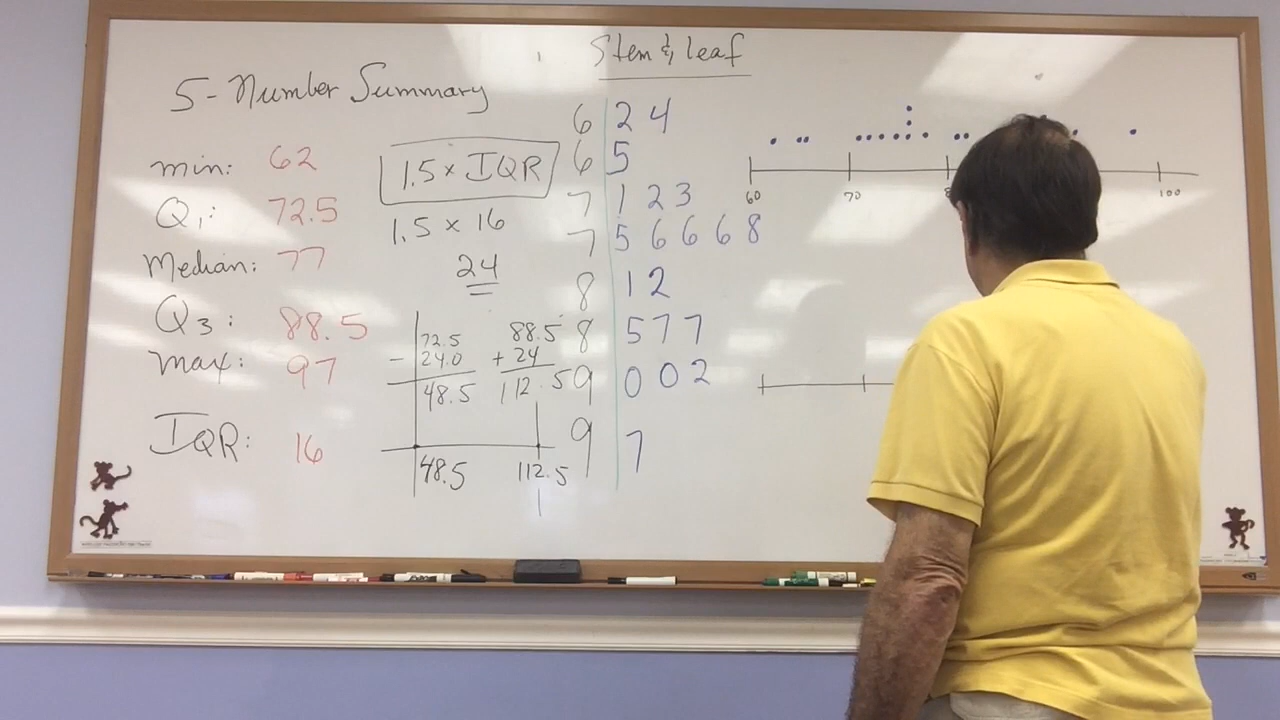 Stem & leaf
5-Number Summary
min: 62
Q1: 72.5
Median: 77
Q3: 88.5
max: 97
IQR: 16
1.5 × IQR
1.5 × 16
24
72.5
- 24.0
48.5
88.5
+ 24
112.5
48.5 112.5
6 2 4
6 5
7 1 2 3
7 5 6 6 6 8
8 1 2
8 5 7 7
9 0 0 2
9 7
60 70 8 100